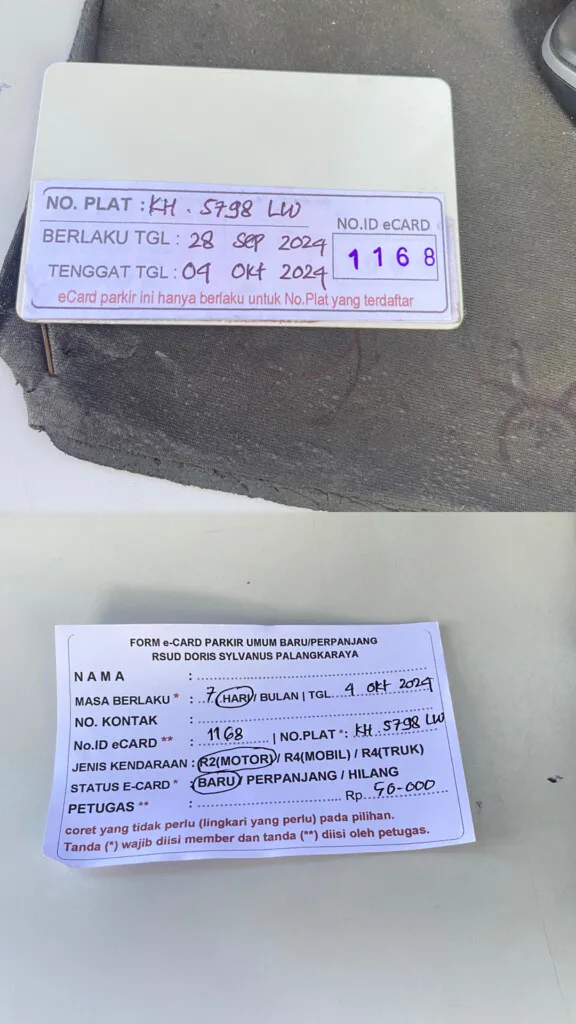 NO. PLAT : KH . 5798 LW
BERLAKU TGL : 28 Sep 2024
TENGGAT TGL : 04 Okt 2024
NO.ID eCARD
1168
eCard parkir ini hanya berlaku untuk No.Plat yang terdaftar
FORM e-CARD PARKIR UMUM BARU/PERPANJANG
RSUD DORIS SYLVANUS PALANGKARAYA
NAMA :
MASA BERLAKU * : 7 HARI / BULAN | TGL. 4 Okt 2024
NO. KONTAK :
No.ID eCARD ** : 1168 | NO.PLAT * : KH. 5798 LW
JENIS KENDARAAN : R2(MOTOR) / R4(MOBIL) / R4(TRUK)
STATUS E-CARD * : BARU / PERPANJANG / HILANG
PETUGAS ** : Rp. 50-000
coret yang tidak perlu (lingkari yang perlu) pada pilihan.
Tanda (*) wajib diisi member dan tanda (**) diisi oleh petugas.